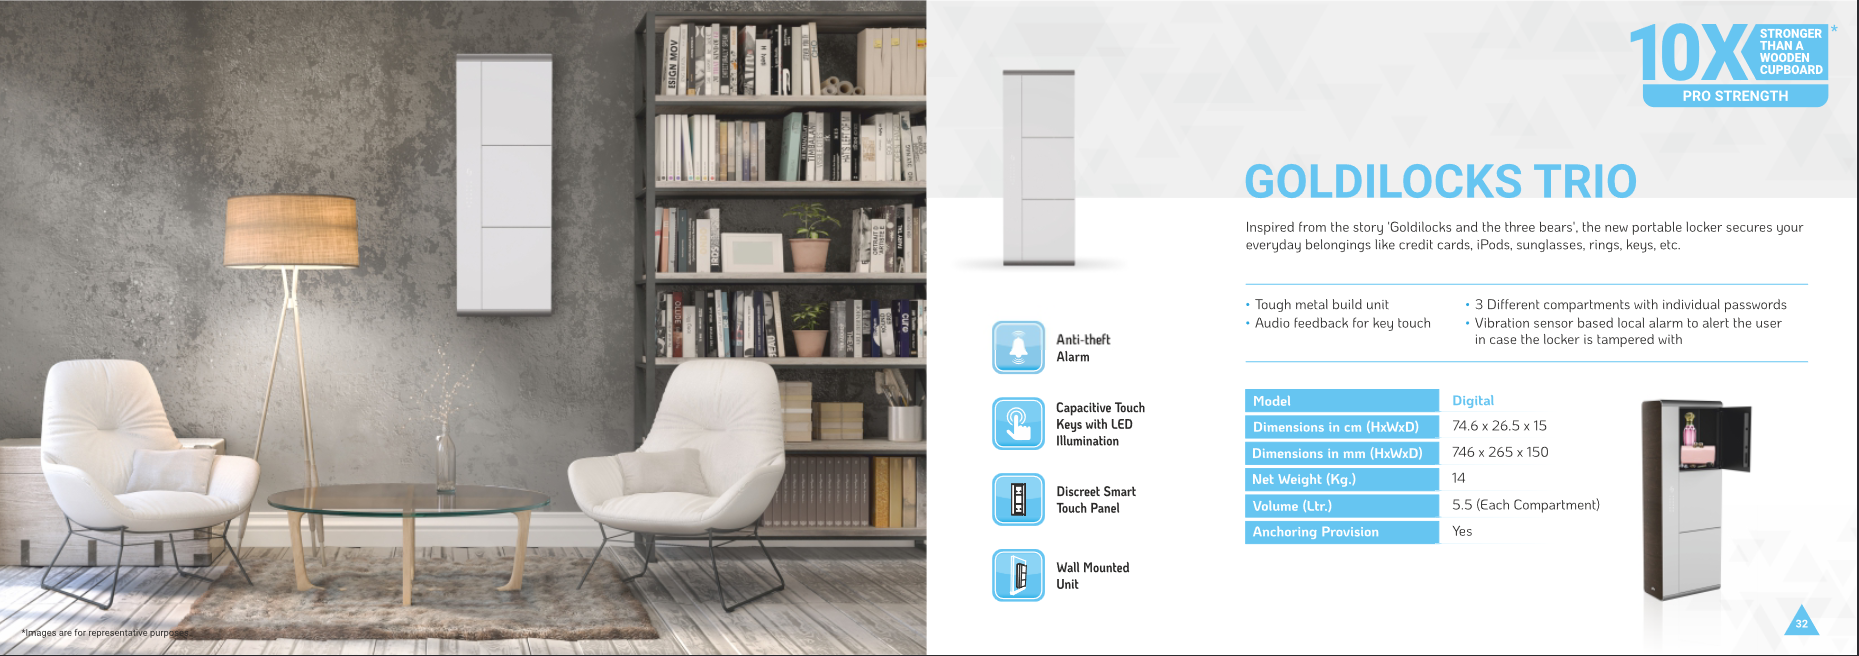 *Images are for representative purposes.
10X
STRONGER
THAN A
WOODEN
CUPBOARD
*
PRO STRENGTH
GOLDILOCKS TRIO
Inspired from the story 'Goldilocks and the three bears', the new portable locker secures your
everyday belongings like credit cards, iPods, sunglasses, rings, keys, etc.
• Tough metal build unit
• Audio feedback for key touch
• 3 Different compartments with individual passwords
• Vibration sensor based local alarm to alert the user
in case the locker is tampered with
Anti-theft
Alarm
Capacitive Touch
Keys with LED
Illumination
Discreet Smart
Touch Panel
Wall Mounted
Unit
Model Digital
Dimensions in cm (HxWxD) 74.6 x 26.5 x 15
Dimensions in mm (HxWxD) 746 x 265 x 150
Net Weight (Kg.) 14
Volume (Ltr.) 5.5 (Each Compartment)
Anchoring Provision Yes
32